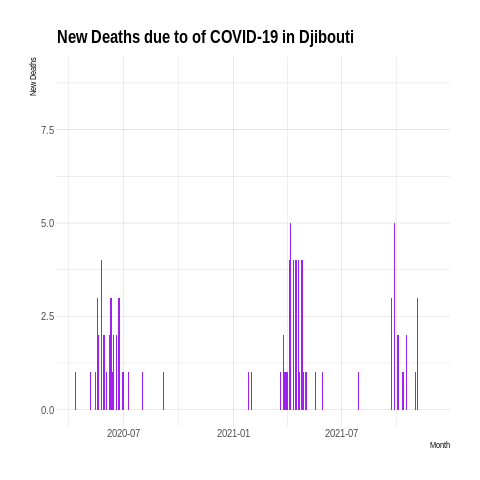 New Deaths due to of COVID-19 in Djibouti
New Deaths
7.5
5.0
2.5
0.0
2020-07
2021-01
2021-07
Month